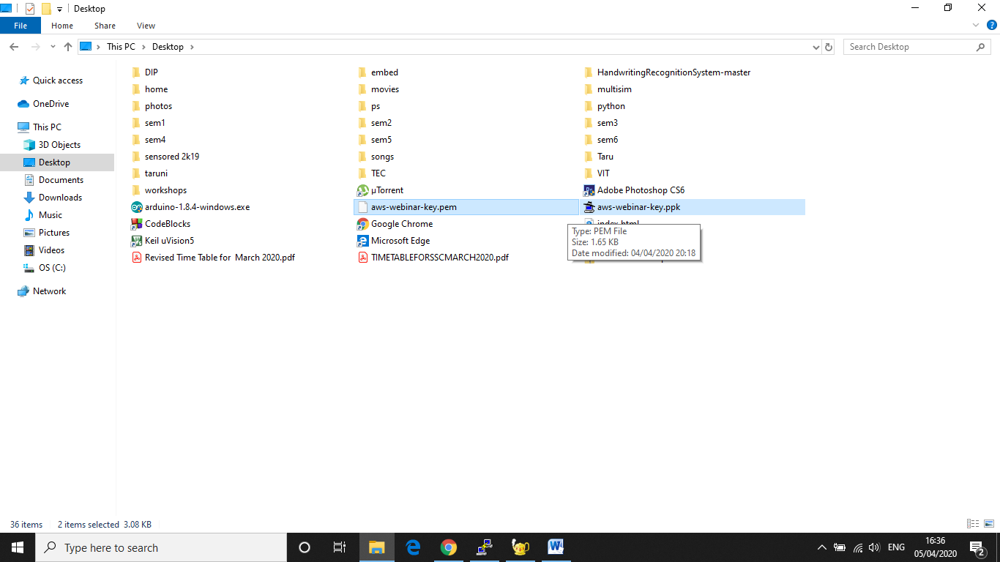 Desktop
File Home Share View
This PC Desktop
Search Desktop
Quick access
OneDrive
This PC
3D Objects
Desktop
Documents
Downloads
Music
Pictures
Videos
OS (C:)
Network
DIP embed HandwritingRecognitionSystem-master
home movies multisim
photos ps python
sem1 sem2 sem3
sem4 sem5 sem6
sensored 2k19 songs Taru
taruni TEC VIT
workshops µTorrent Adobe Photoshop CS6
arduino-1.8.4-windows.exe aws-webinar-key.pem aws-webinar-key.ppk
CodeBlocks Google Chrome index.html
Keil uVision5 Microsoft Edge
Revised Time Table for March 2020.pdf TIMETABLEFORSSCMARCH2020.pdf
Type: PEM File
Size: 1.65 KB
Date modified: 04/04/2020 20:18
36 items 2 items selected 3.08 KB
Type here to search
ENG
16:36
05/04/2020
2